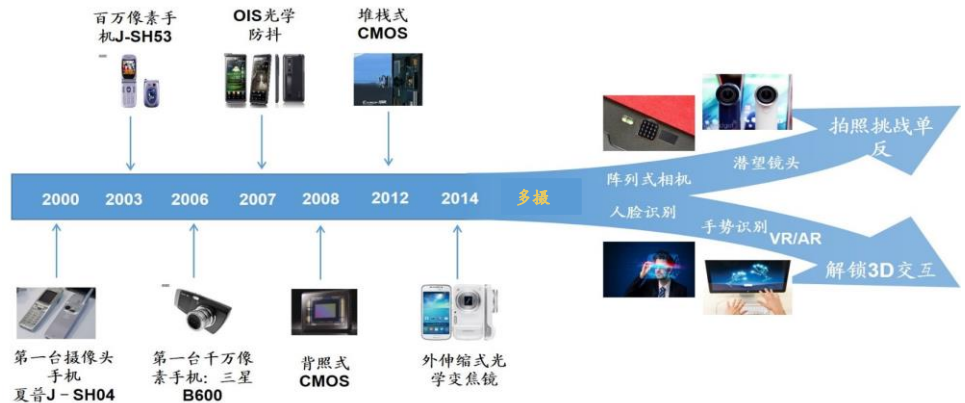 百万像素手
机J-SH53
OIS光学
防抖
堆栈式
CMOS
拍照挑战单
反
潜望镜头
阵列式相机
2000
2003
2006
2007
2008
2012
2014
多摄
人脸识别
手势识别
VR/AR
解锁3D交互
第一台摄像头
手机
夏普J－SH04
第一台千万像
素手机：三星
B600
背照式
CMOS
外伸缩式光
学变焦镜